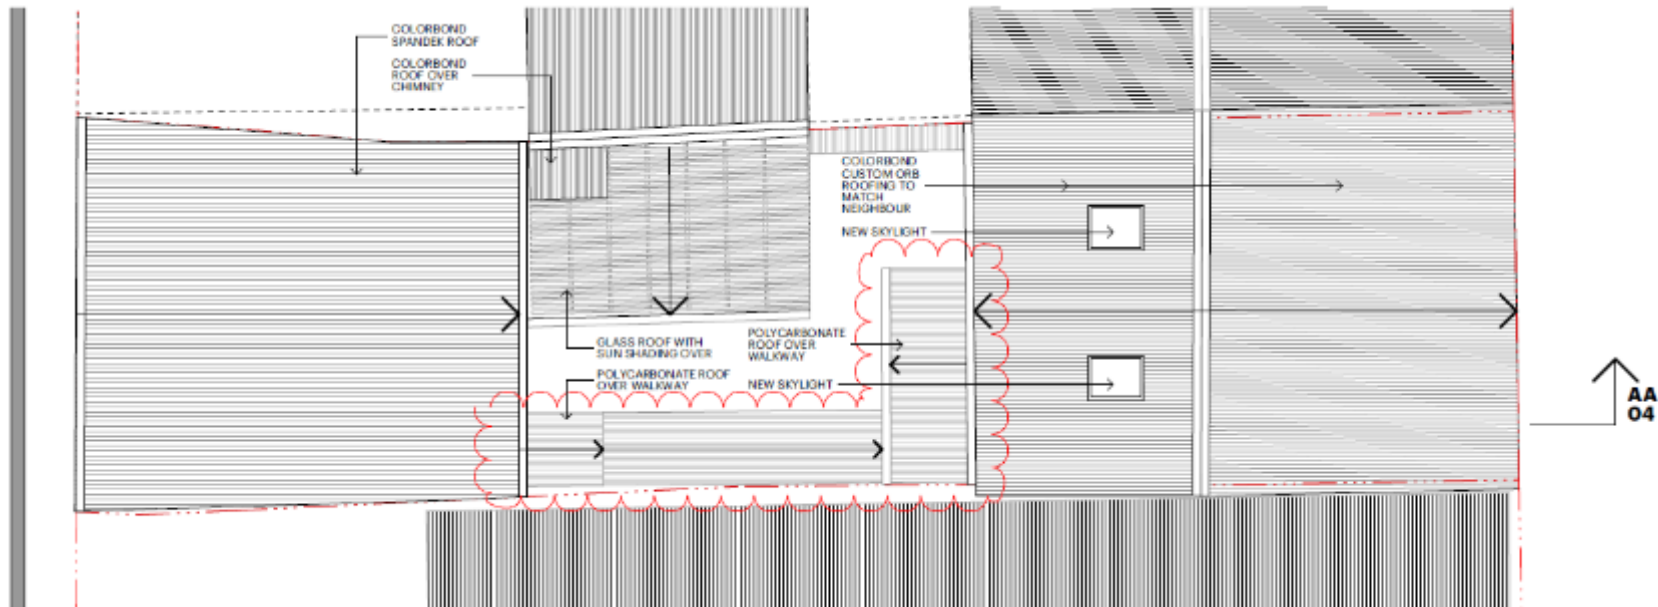 COLORBOND
SPANDEK ROOF
COLORBOND
ROOF OVER
CHIMNEY
COLORBOND
CUSTOM ORB
ROOFING TO
MATCH
NEIGHBOUR
NEW SKYLIGHT
GLASS ROOF WITH
SUN SHADING OVER
POLYCARBONATE
ROOF OVER
WALKWAY
POLYCARBONATE ROOF
OVER WALKWAY
NEW SKYLIGHT
AA
04